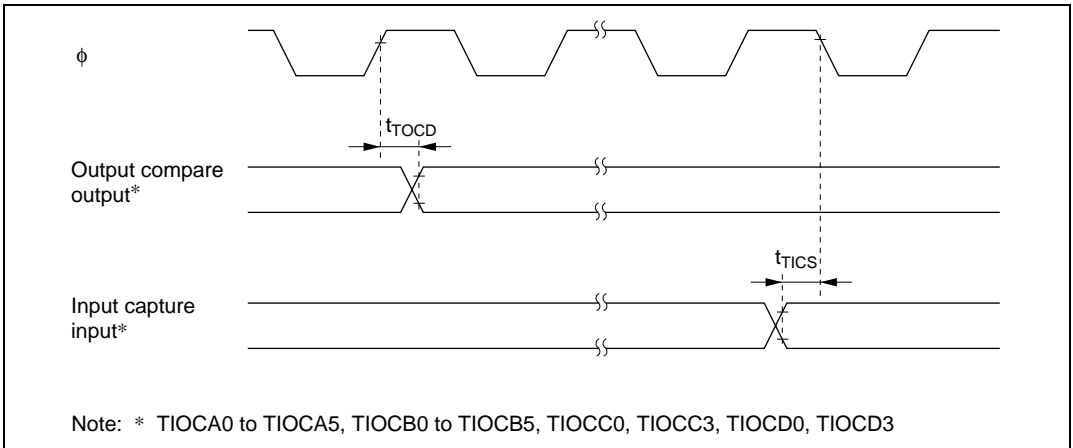 ϕ
tTOCD
Output compare
output*
tTICS
Input capture
input*
Note: * TIOCA0 to TIOCA5, TIOCB0 to TIOCB5, TIOCC0, TIOCC3, TIOCD0, TIOCD3